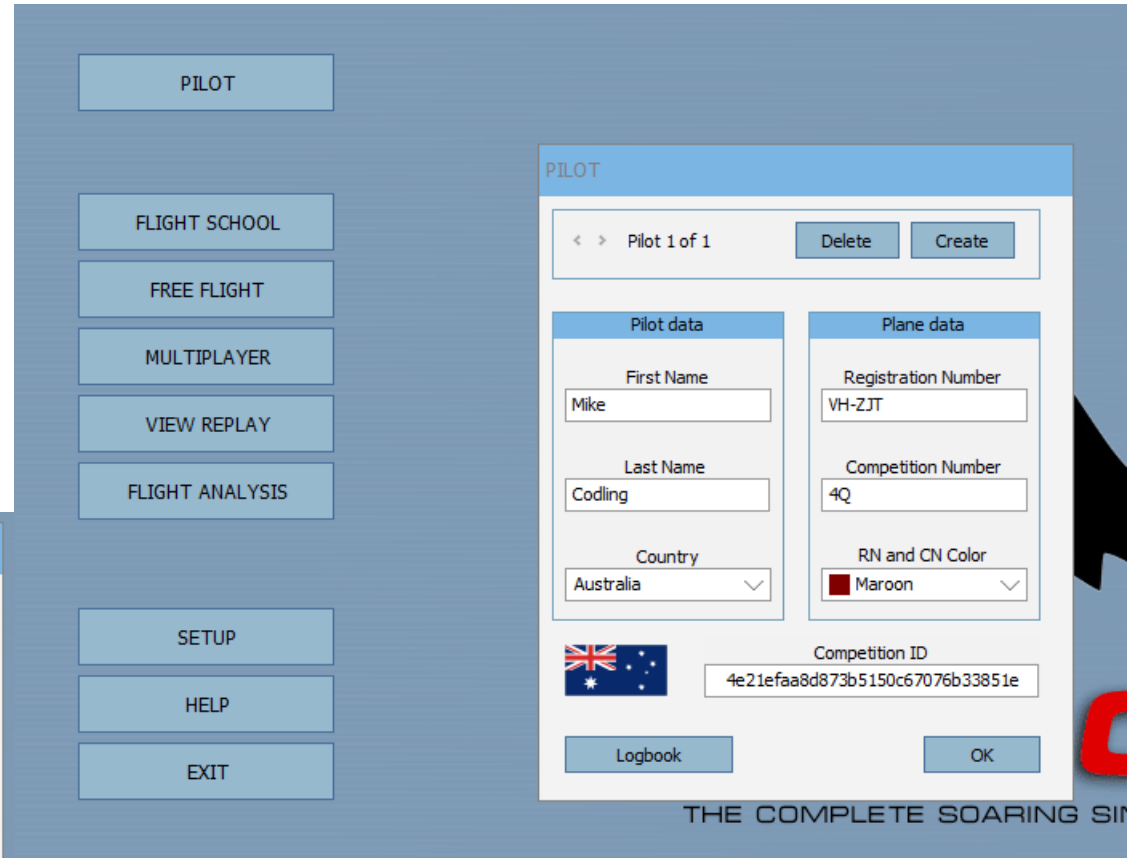 PILOT
FLIGHT SCHOOL
FREE FLIGHT
MULTIPLAYER
VIEW REPLAY
FLIGHT ANALYSIS
SETUP
HELP
EXIT
PILOT
< > Pilot 1 of 1 Delete Create
Pilot data
First Name
Mike
Last Name
Codling
Country
Australia
Plane data
Registration Number
VH-ZJT
Competition Number
4Q
RN and CN Color
Maroon
Competition ID
4e21efaa8d873b5150c67076b33851e
Logbook OK
THE COMPLETE SOARING SIM